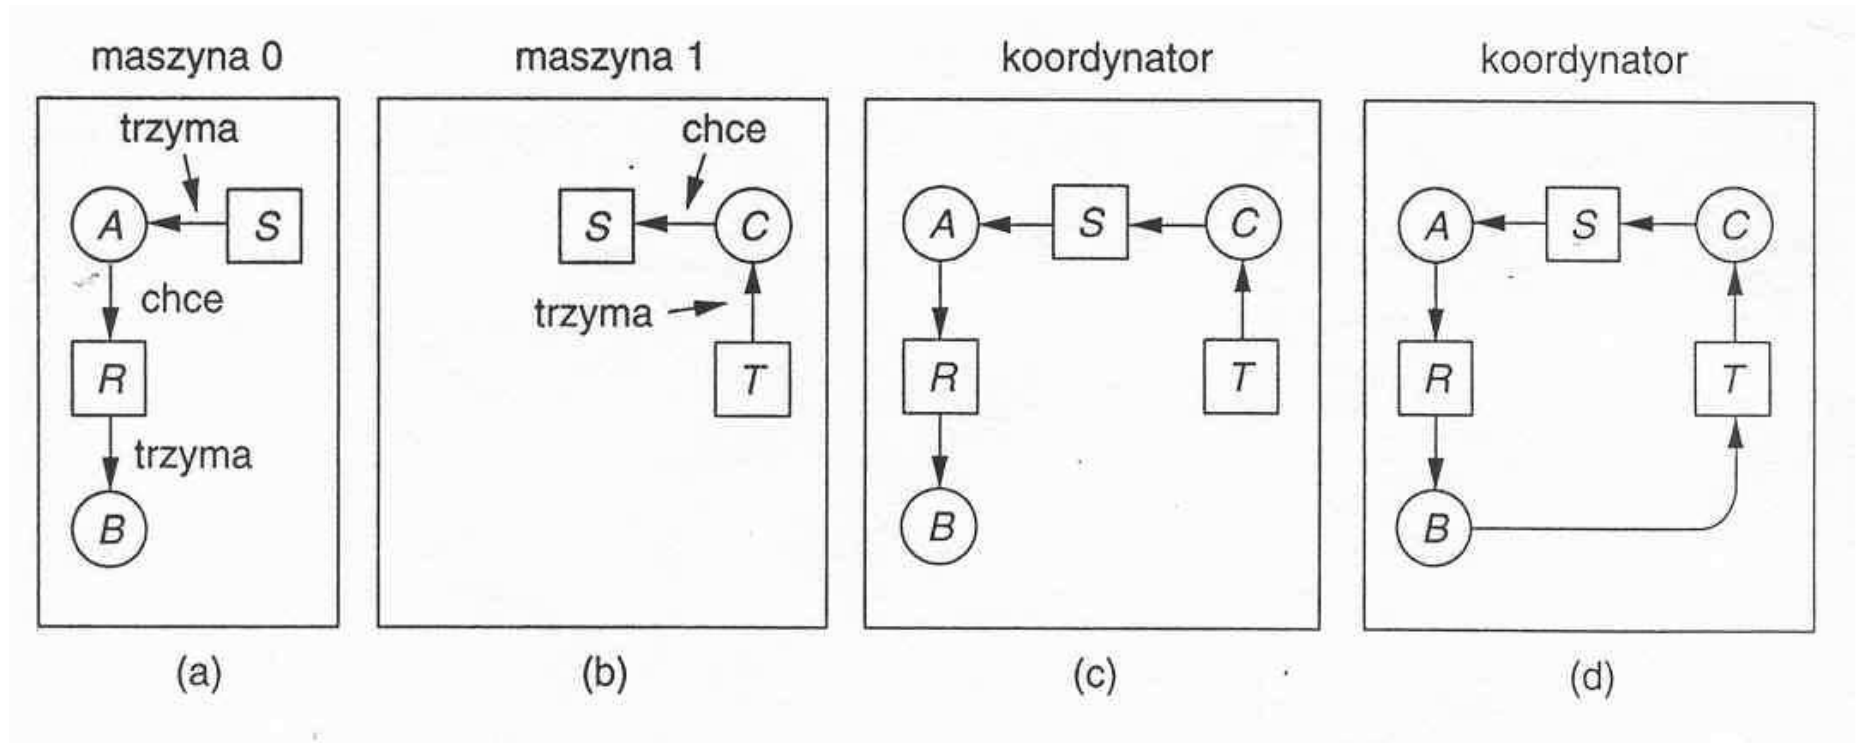 maszyna 0
maszyna 1
koordynator
koordynator
trzyma
A
S
chce
R
trzyma
B
(a)
chce
S
C
trzyma
T
(b)
A
S
C
R
T
B
(c)
A
S
C
R
T
B
(d)